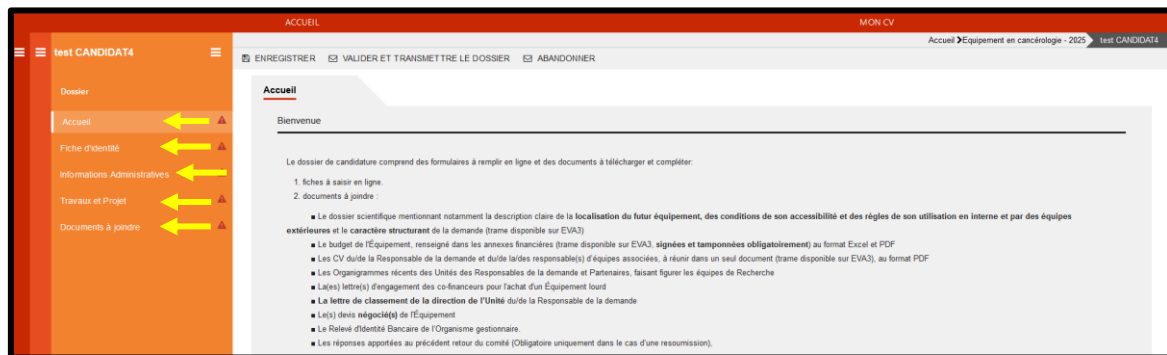 ACCUEIL
MON CV
Accueil ❯Equipement en cancérologie - 2025
test CANDIDAT4
test CANDIDAT4
ENREGISTRER
VALIDER ET TRANSMETTRE LE DOSSIER
ABANDONNER
Dossier
Accueil
Fiche d'identité
Informations Administratives
Travaux et Projet
Documents à joindre
Accueil
Bienvenue
Le dossier de candidature comprend des formulaires à remplir en ligne et des documents à télécharger et compléter:
1. fiches à saisir en ligne.
2. documents à joindre :
■ Le dossier scientifique mentionnant notamment la description claire de la localisation du futur équipement, des conditions de son accessibilité et des règles de son utilisation en interne et par des équipes
extérieures et le caractère structurant de la demande (trame disponible sur EVA3)
■ Le budget de l'Équipement, renseigné dans les annexes financières (trame disponible sur EVA3, signées et tamponnées obligatoirement) au format Excel et PDF
■ Les CV du/de la Responsable de la demande et du/de la/des responsable(s) d'équipes associées, à réunir dans un seul document (trame disponible sur EVA3), au format PDF
■ Les Organigrammes récents des Unités des Responsables de la demande et Partenaires, faisant figurer les équipes de Recherche
■ La(es) lettre(s) d'engagement des co-financeurs pour l'achat d'un Équipement lourd
■ La lettre de classement de la direction de l'Unité du/de la Responsable de la demande
■ Le(s) devis négocié(s) de l'Équipement
■ Le Relevé d'Identité Bancaire de l'Organisme gestionnaire.
■ Les réponses apportées au précédent retour du comité (Obligatoire uniquement dans le cas d'une resoumission),